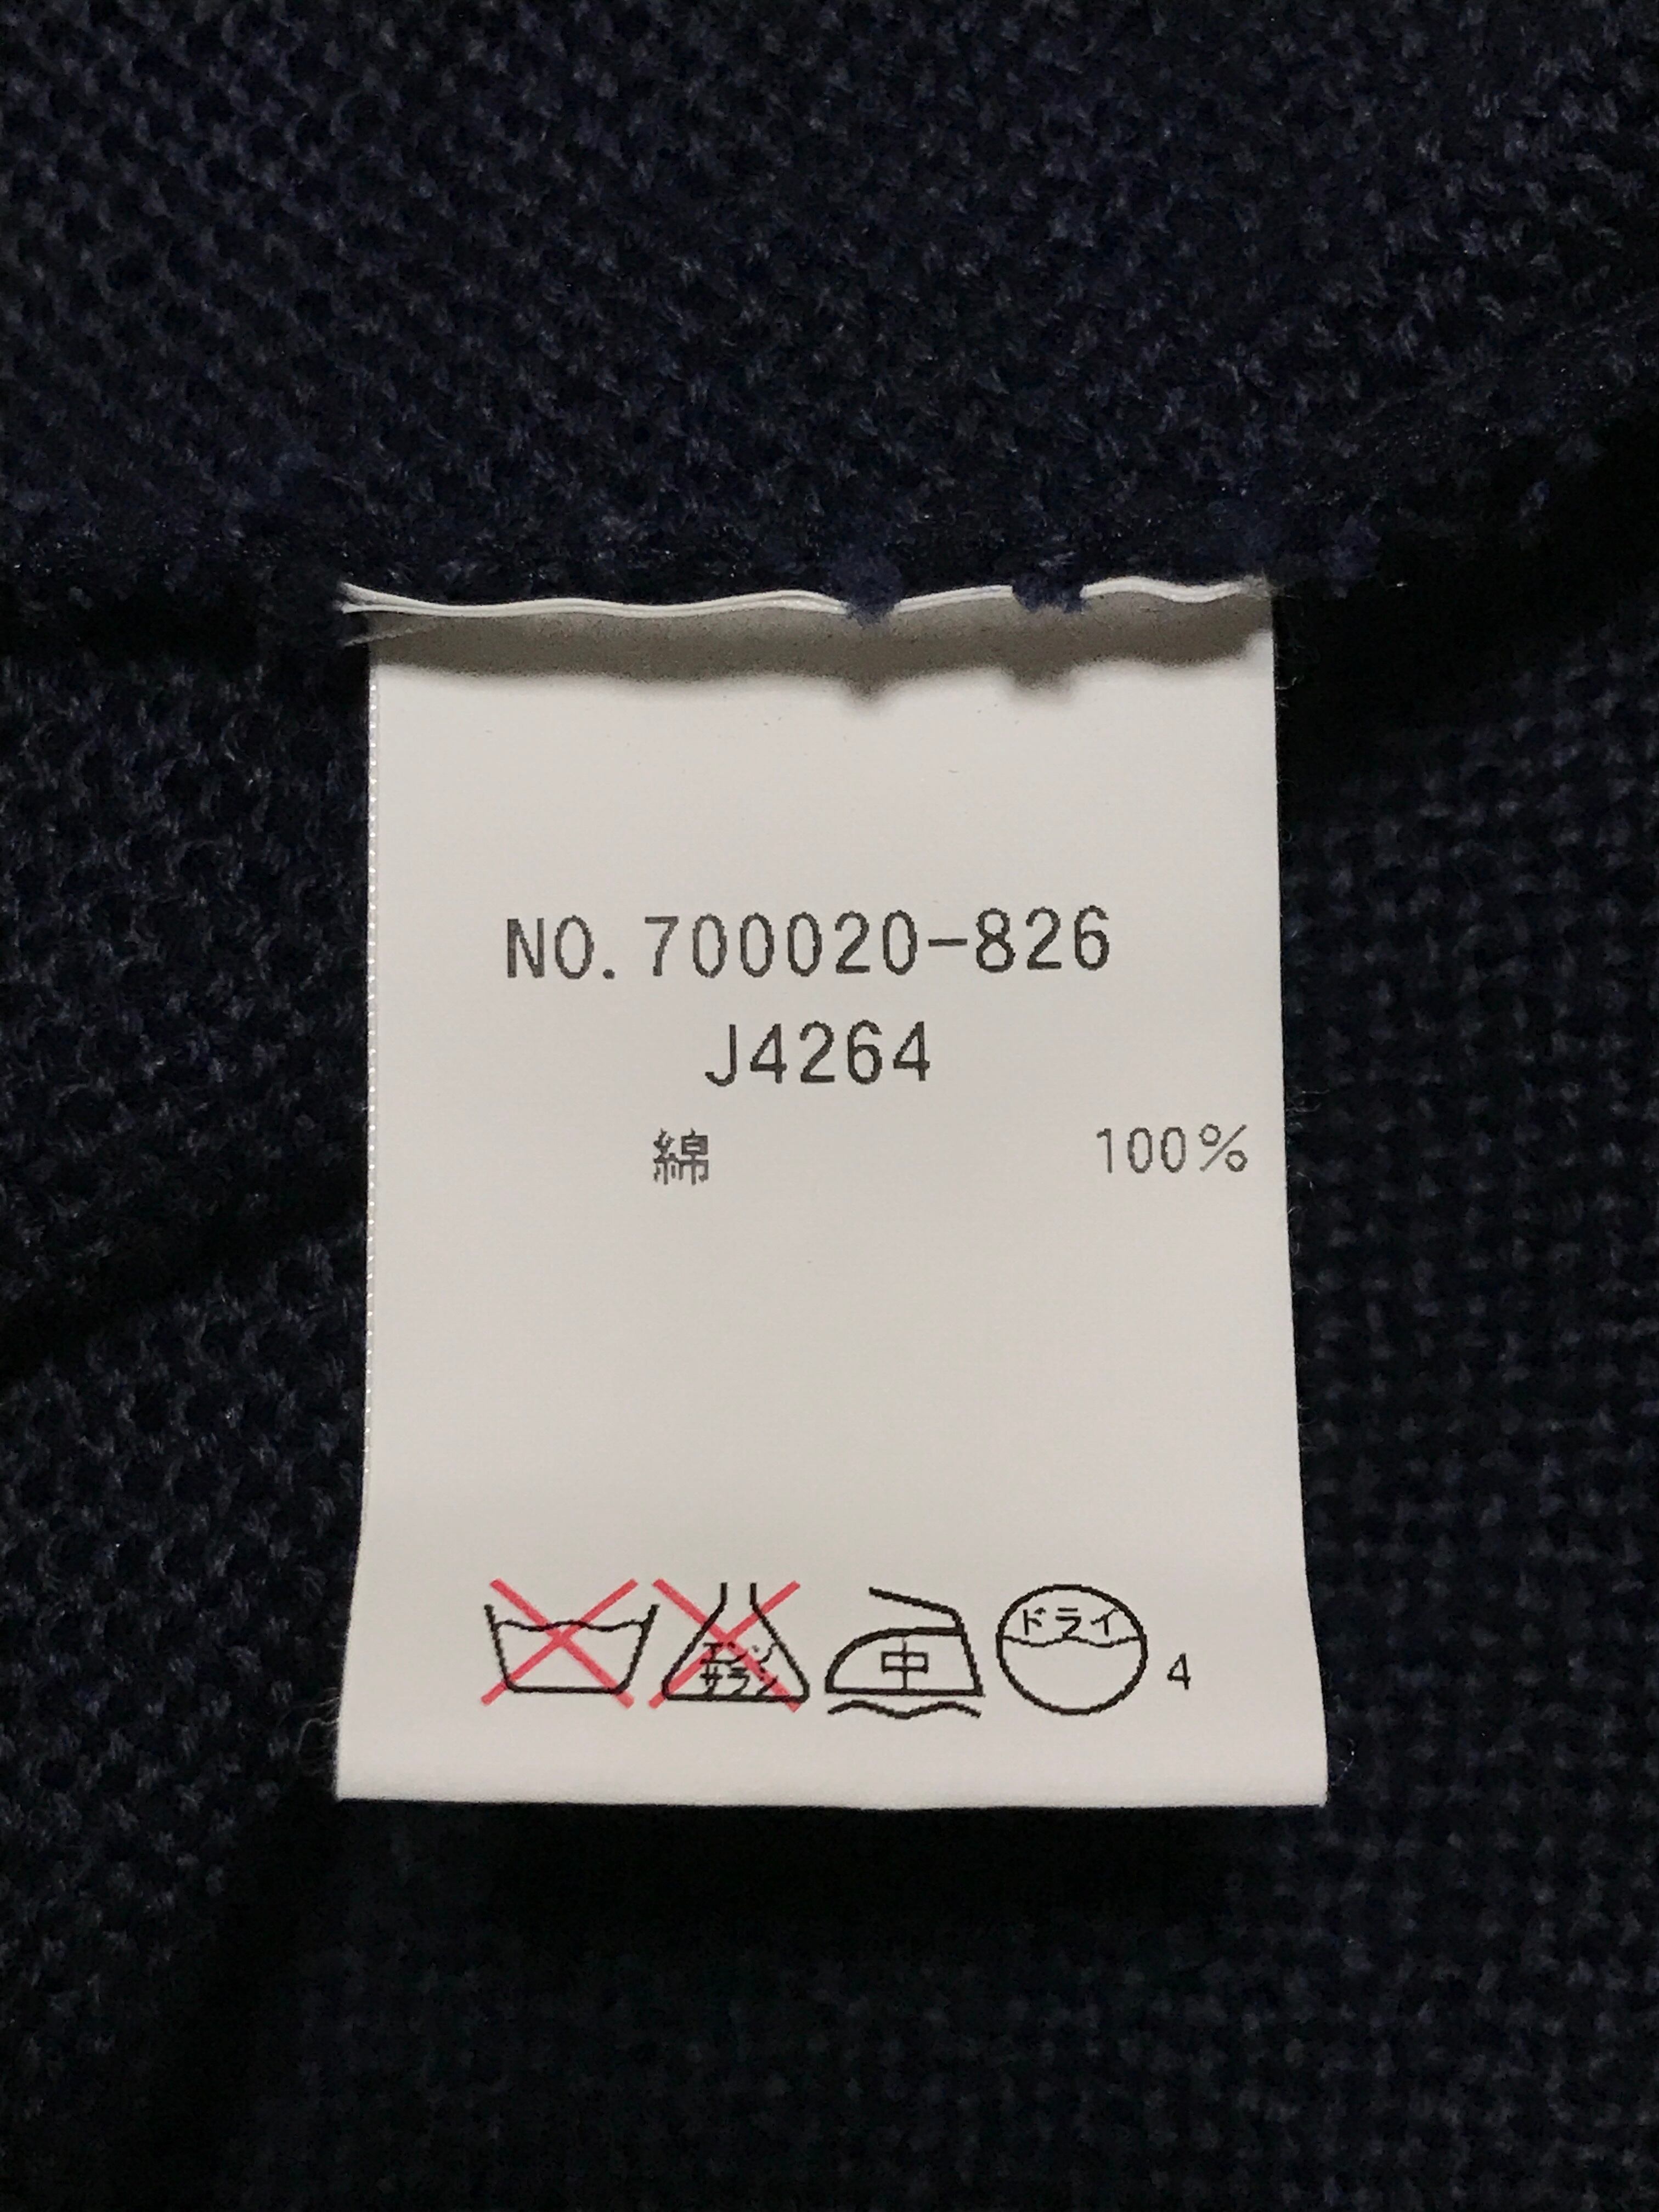 NO.700020-826
J4264
綿 100%
エンソ
サラシ
中
ドライ
4